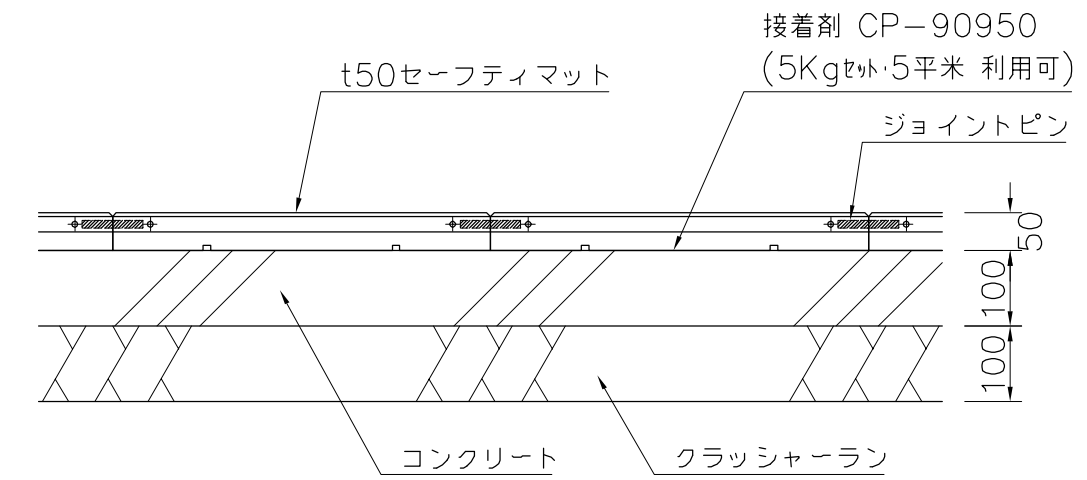 接着剤 CP-90950
(5Kgｾｯﾄ・5平米 利用可)
t50セーフティマット
ジョイントピン
50
100
100
コンクリート
クラッシャーラン